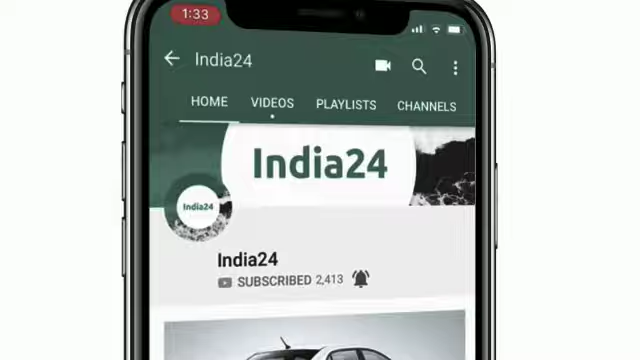 1:33
India24
HOME VIDEOS PLAYLISTS CHANNELS
India24
India24
India24
SUBSCRIBED 2,413